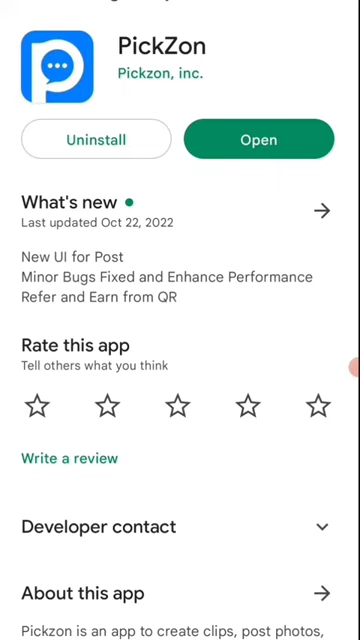 PickZon
Pickzon, inc.
Uninstall
Open
What's new
Last updated Oct 22, 2022
New UI for Post
Minor Bugs Fixed and Enhance Performance
Refer and Earn from QR
Rate this app
Tell others what you think
Write a review
Developer contact
About this app
Pickzon is an app to create clips, post photos,